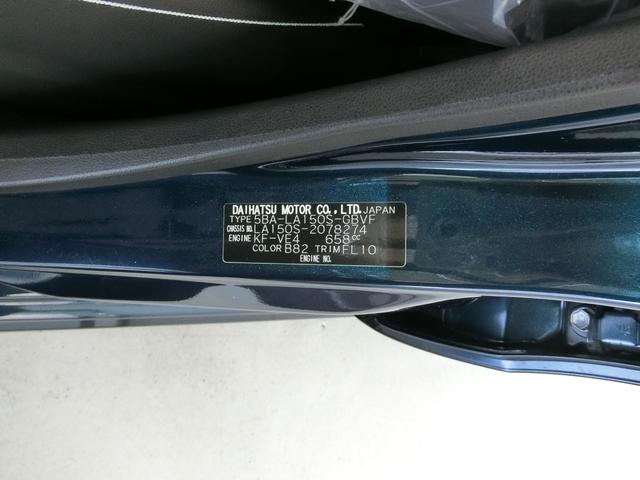 DAIHATSU MOTOR CO., LTD. JAPAN
TYPE 5BA-LA150S-GBVF
CHASSIS NO. LA150S-2078274
ENGINE KF-VE4 658CC
COLOR B82 TRIM FL10
ENGINE NO.